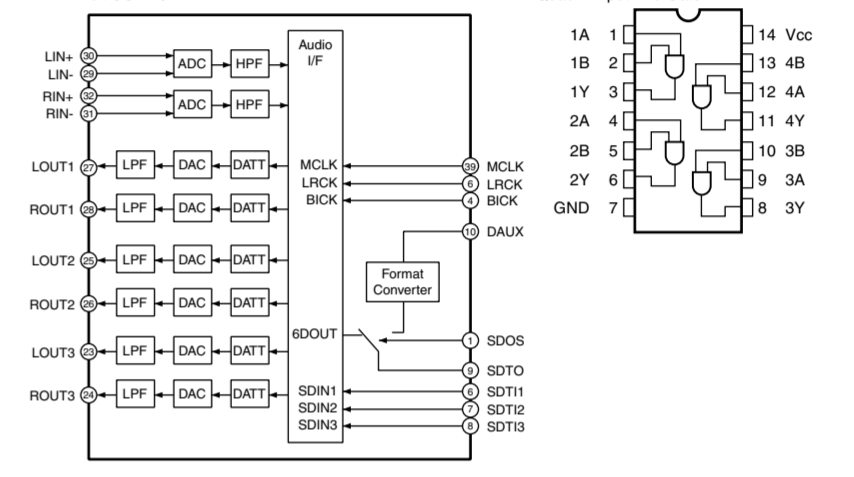 Audio
I/F
LIN+ 30
LIN- 29
ADC HPF
RIN+ 32
RIN- 31
ADC HPF
LOUT1 27 LPF DAC DATT MCLK 39 MCLK
LRCK 6 LRCK
ROUT1 28 LPF DAC DATT BICK 4 BICK
10 DAUX
LOUT2 25 LPF DAC DATT
Format
Converter
ROUT2 26 LPF DAC DATT
6DOUT 1 SDOS
LOUT3 23 LPF DAC DATT
9 SDTO
ROUT3 24 LPF DAC DATT SDIN1 6 SDTI1
SDIN2 7 SDTI2
SDIN3 8 SDTI3
1A 1 14 Vcc
1B 2 13 4B
1Y 3 12 4A
2A 4 11 4Y
2B 5 10 3B
2Y 6 9 3A
GND 7 8 3Y